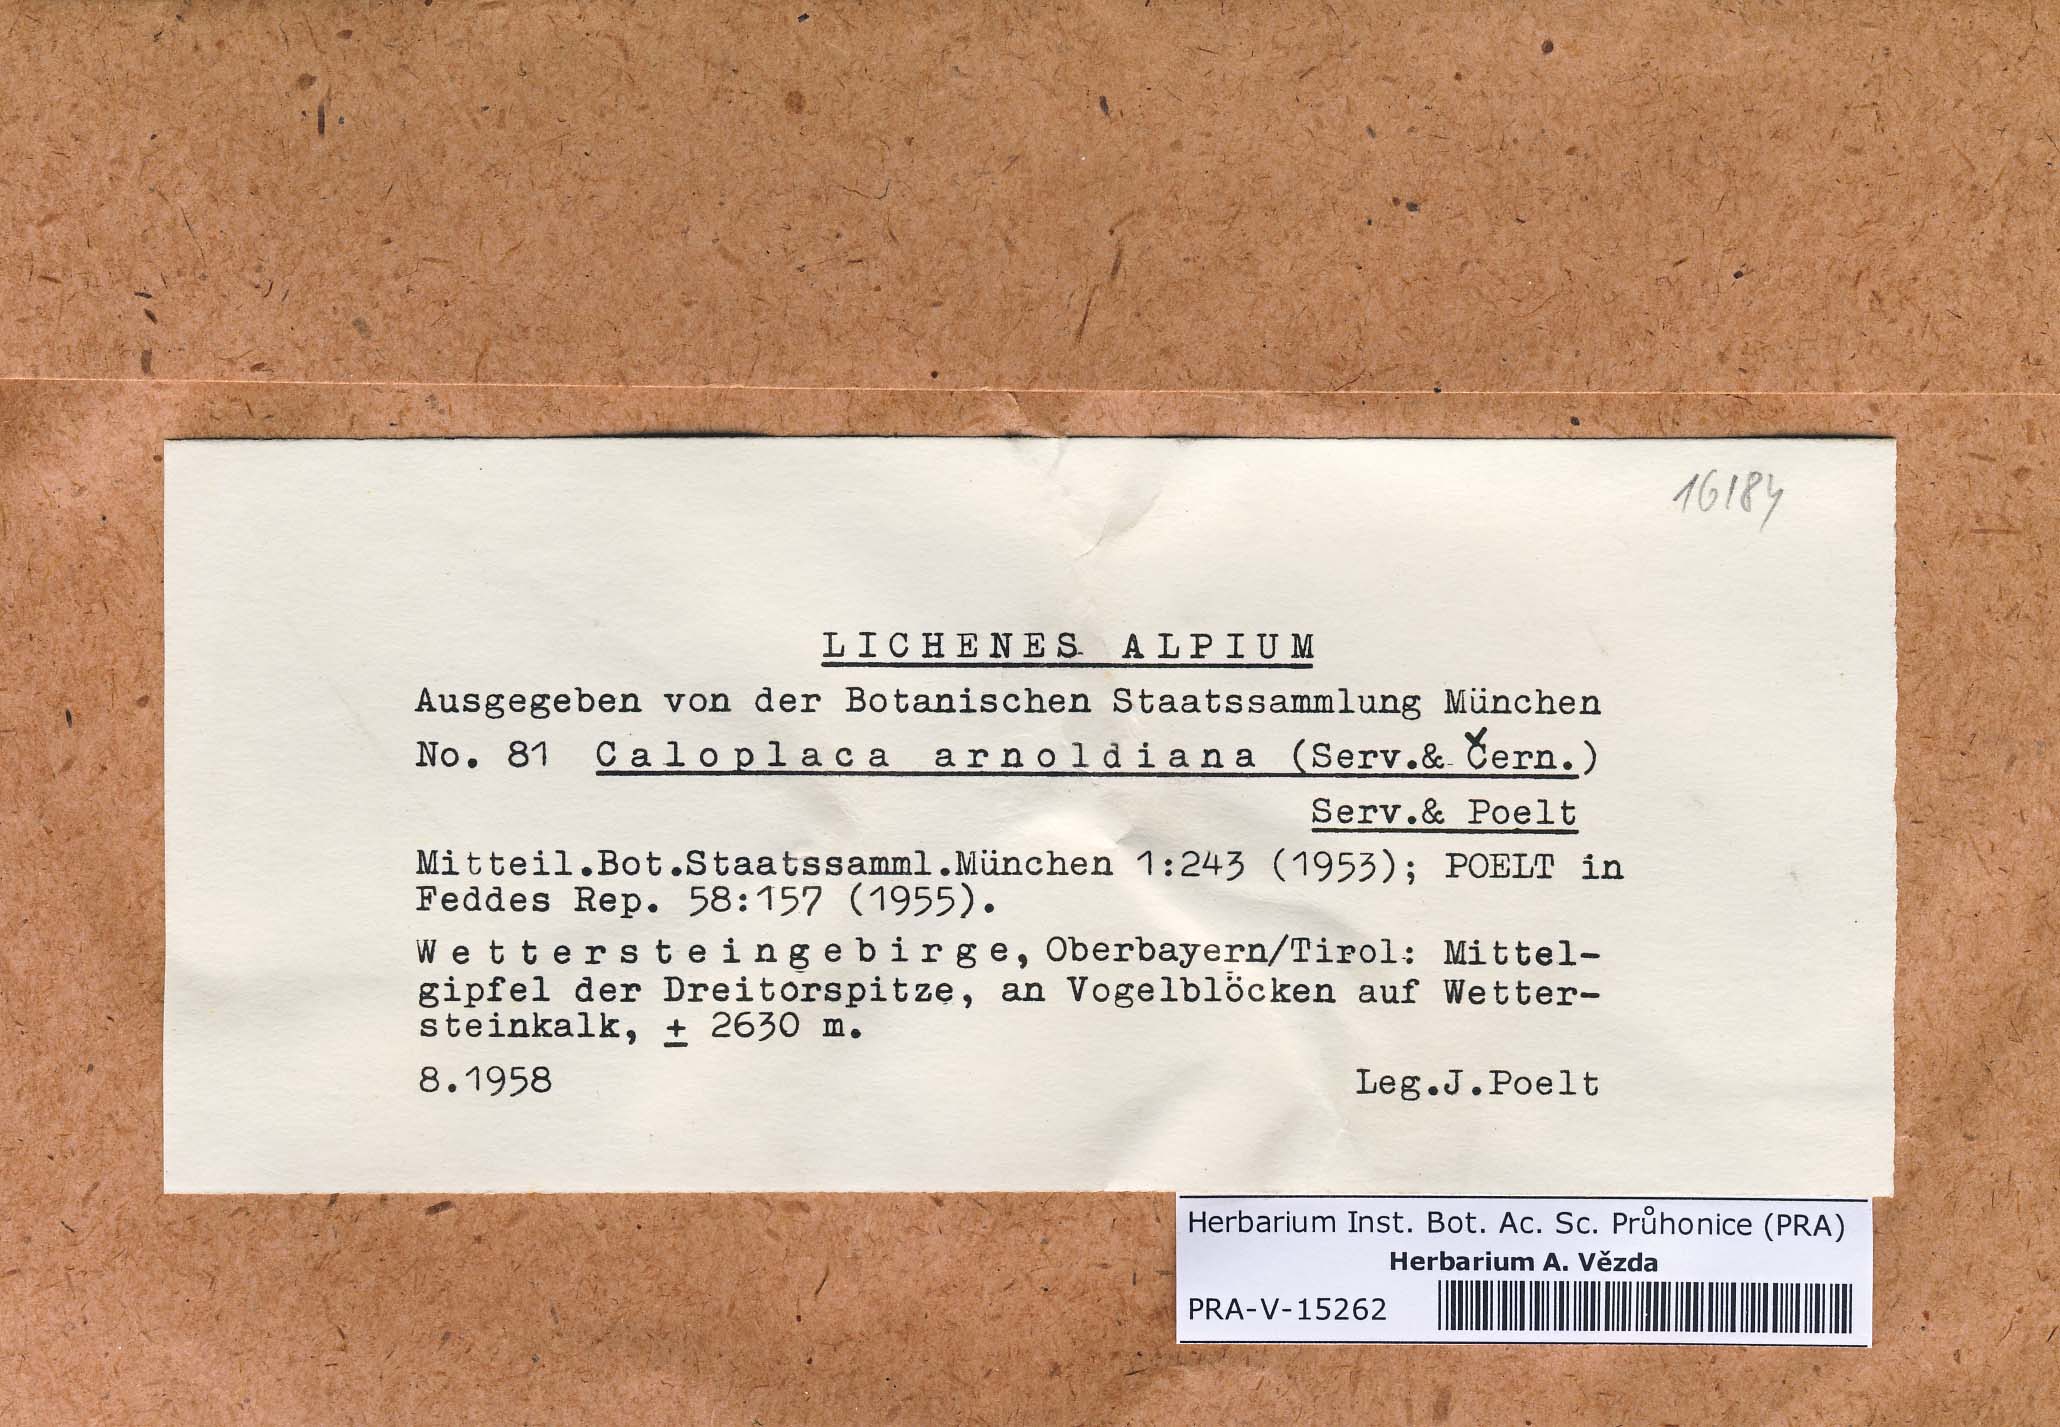 16184
LICHENES ALPIUM
Ausgegeben von der Botanischen Staatssammlung München
No. 81 Caloplaca arnoldiana (Serv.& Čern.)
Serv.& Poelt
Mitteil.Bot.Staatssamml.München 1:243 (1953); POELT in
Feddes Rep. 58:157 (1955).
Wettersteingebirge, Oberbayern/Tirol: Mittel-
gipfel der Dreitorspitze, an Vogelblöcken auf Wetter-
steinkalk, ± 2630 m.
8.1958 Leg.J.Poelt
Herbarium Inst. Bot. Ac. Sc. Průhonice (PRA)
Herbarium A. Vězda
PRA-V-15262